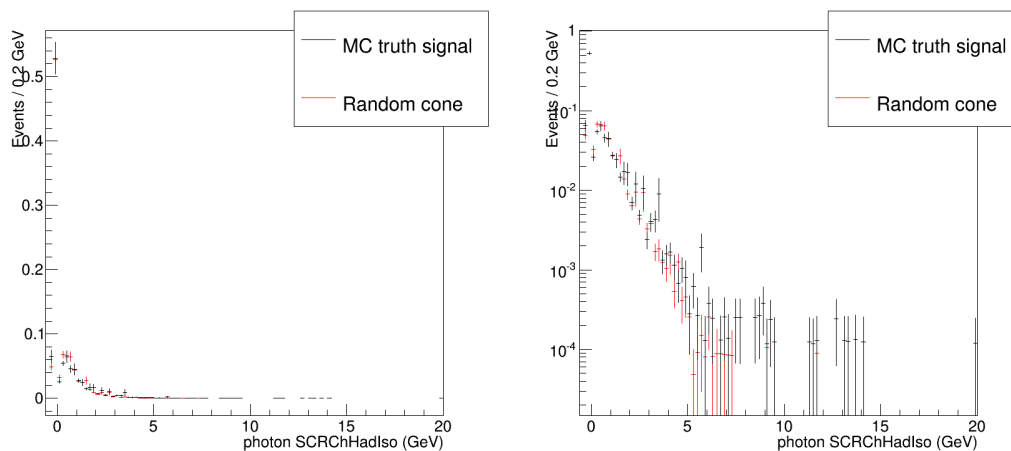 MC truth signal
Random cone
Events / 0.2 GeV
0.5
0.4
0.3
0.2
0.1
0
0 5 10 15 20
photon SCRChHadIso (GeV)
MC truth signal
Random cone
Events / 0.2 GeV
1
10-1
10-2
10-3
10-4
0 5 10 15 20
photon SCRChHadIso (GeV)